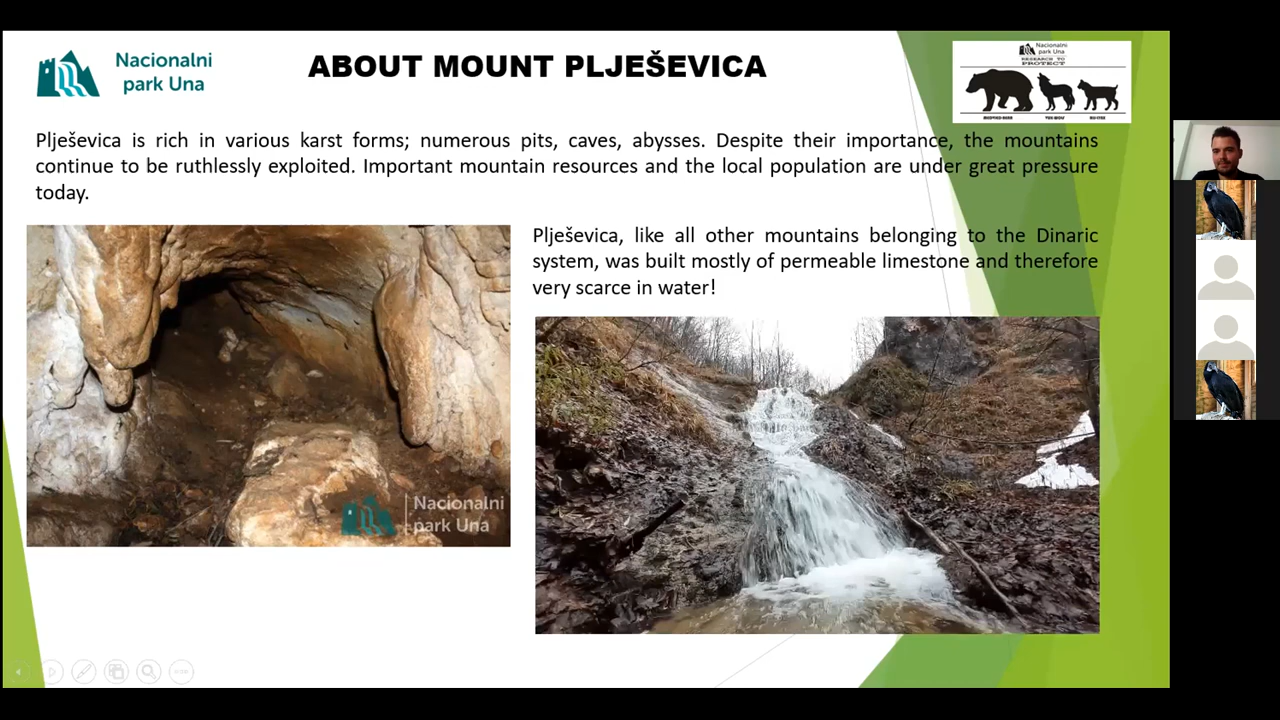 Nacionalni
park Una
ABOUT MOUNT PLJEŠEVICA
Nacionalni
park Una
RESEARCH TO
PROTECT
Plješevica is rich in various karst forms; numerous pits, caves, abysses. Despite their importance, the mountains
continue to be ruthlessly exploited. Important mountain resources and the local population are under great pressure
today.
Plješevica, like all other mountains belonging to the Dinaric
system, was built mostly of permeable limestone and therefore
very scarce in water!
Nacionalni
park Una